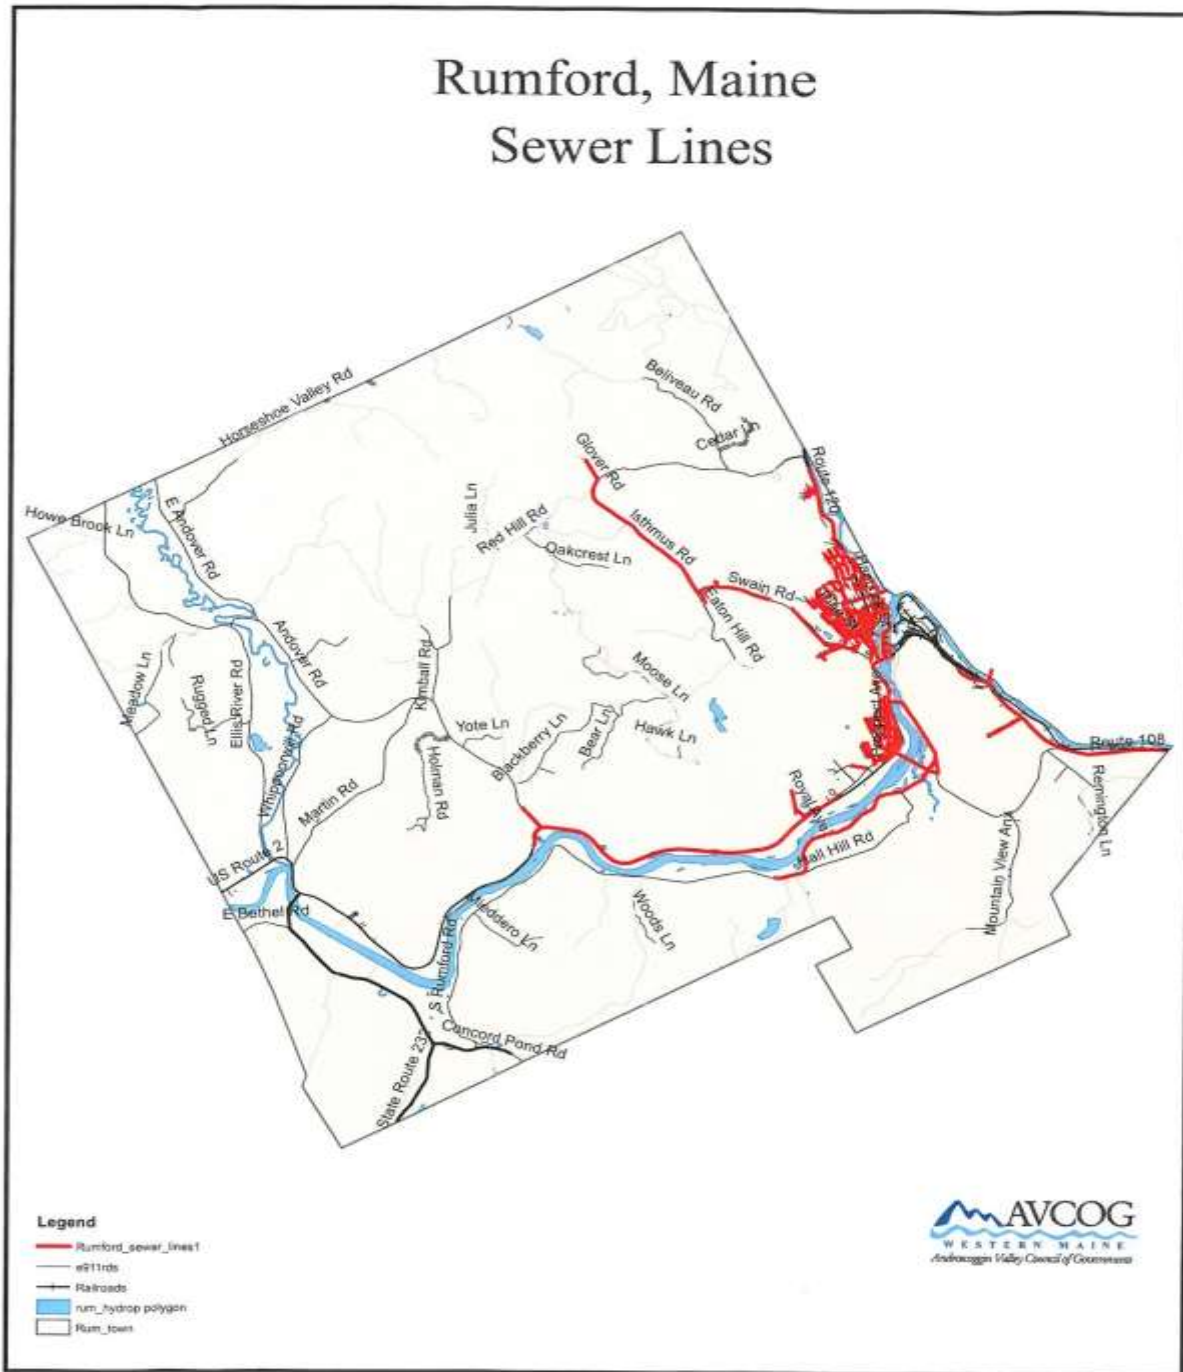 Rumford, Maine
Sewer Lines
Horseshoe Valley Rd
Beliveau Rd
Cedar Ln
Glover Rd
Route 120
Howe Brook Ln
E Andover Rd
Julia Ln
Red Hill Rd
Isthmus Rd
Oakcrest Ln
Swain Rd
Eaton Hill Rd
Andover Rd
Meadow Ln
Rugged Ln
Ellis River Rd
Kimball Rd
Moose Ln
Yote Ln
Blackberry Ln
Bear Ln
Hawk Ln
Prospect Ave
Route 108
Whippoorwill Rd
Martin Rd
Holman Rd
Royal Ave
Remington Ln
US Route 2
Hall Hill Rd
Mountain View Anx
E Bethel Rd
S Rumford Rd
Woods Ln
Concord Pond Rd
State Route 232
Legend
Rumford_sewer_lines1
e911rds
Railroads
rum_hydrop polygon
Rum_town
AVCOG
WESTERN MAINE
Androscoggin Valley Council of Governments